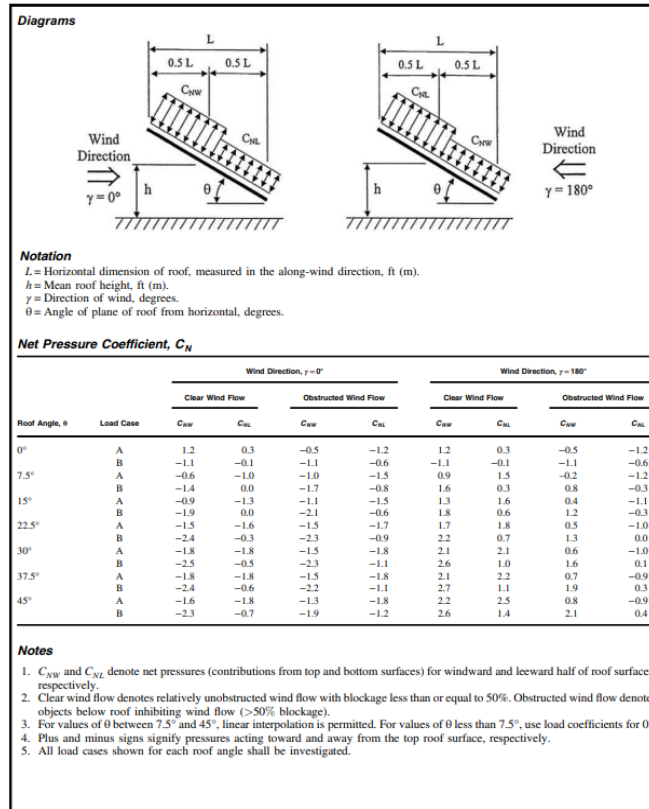 Diagrams
L
0.5 L 0.5 L
C_NW
C_NL
Wind
Direction
γ = 0°
h
θ
L
0.5 L 0.5 L
C_NL
C_NW
Wind
Direction
γ = 180°
h
θ
Notation
L = Horizontal dimension of roof, measured in the along-wind direction, ft (m).
h = Mean roof height, ft (m).
γ = Direction of wind, degrees.
θ = Angle of plane of roof from horizontal, degrees.
Net Pressure Coefficient, C_N
Wind Direction, γ = 0° Wind Direction, γ = 180°
Clear Wind Flow Obstructed Wind Flow Clear Wind Flow Obstructed Wind Flow
Roof Angle, θ Load Case C_NW C_NL C_NW C_NL C_NW C_NL C_NW C_NL
0° A 1.2 0.3 −0.5 −1.2 1.2 0.3 −0.5 −1.2
B −1.1 −0.1 −1.1 −0.6 −1.1 −0.1 −1.1 −0.6
7.5° A −0.6 −1.0 −1.0 −1.5 0.9 1.5 −0.2 −1.2
B −1.4 0.0 −1.7 −0.8 1.6 0.3 0.8 −0.3
15° A −0.9 −1.3 −1.1 −1.5 1.3 1.6 0.4 −1.1
B −1.9 0.0 −2.1 −0.6 1.8 0.6 1.2 −0.3
22.5° A −1.5 −1.6 −1.5 −1.7 1.7 1.8 0.5 −1.0
B −2.4 −0.3 −2.3 −0.9 2.2 0.7 1.3 0.0
30° A −1.8 −1.8 −1.5 −1.8 2.1 2.1 0.6 −1.0
B −2.5 −0.5 −2.3 −1.1 2.6 1.0 1.6 0.1
37.5° A −1.8 −1.8 −1.5 −1.8 2.1 2.2 0.7 −0.9
B −2.4 −0.6 −2.2 −1.1 2.7 1.1 1.9 0.3
45° A −1.6 −1.8 −1.3 −1.8 2.2 2.5 0.8 −0.9
B −2.3 −0.7 −1.9 −1.2 2.6 1.4 2.1 0.4
Notes
1. C_NW and C_NL denote net pressures (contributions from top and bottom surfaces) for windward and leeward half of roof surface
respectively.
2. Clear wind flow denotes relatively unobstructed wind flow with blockage less than or equal to 50%. Obstructed wind flow denote
objects below roof inhibiting wind flow (>50% blockage).
3. For values of θ between 7.5° and 45°, linear interpolation is permitted. For values of θ less than 7.5°, use load coefficients for 0
4. Plus and minus signs signify pressures acting toward and away from the top roof surface, respectively.
5. All load cases shown for each roof angle shall be investigated.